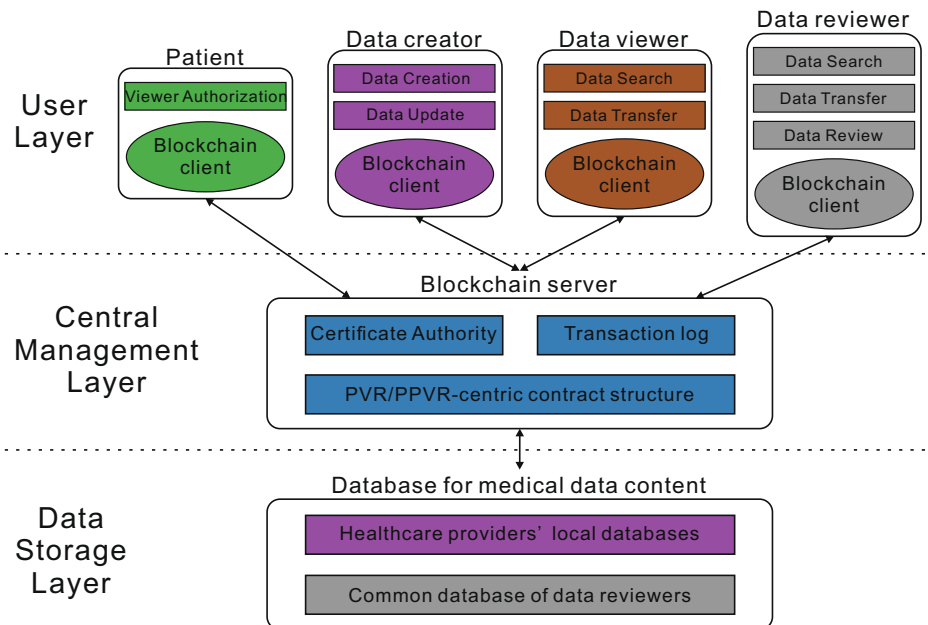 User
Layer
Patient
Viewer Authorization
Blockchain
client
Data creator
Data Creation
Data Update
Blockchain
client
Data viewer
Data Search
Data Transfer
Blockchain
client
Data reviewer
Data Search
Data Transfer
Data Review
Blockchain
client
Central
Management
Layer
Blockchain server
Certificate Authority
Transaction log
PVR/PPVR-centric contract structure
Data
Storage
Layer
Database for medical data content
Healthcare providers' local databases
Common database of data reviewers